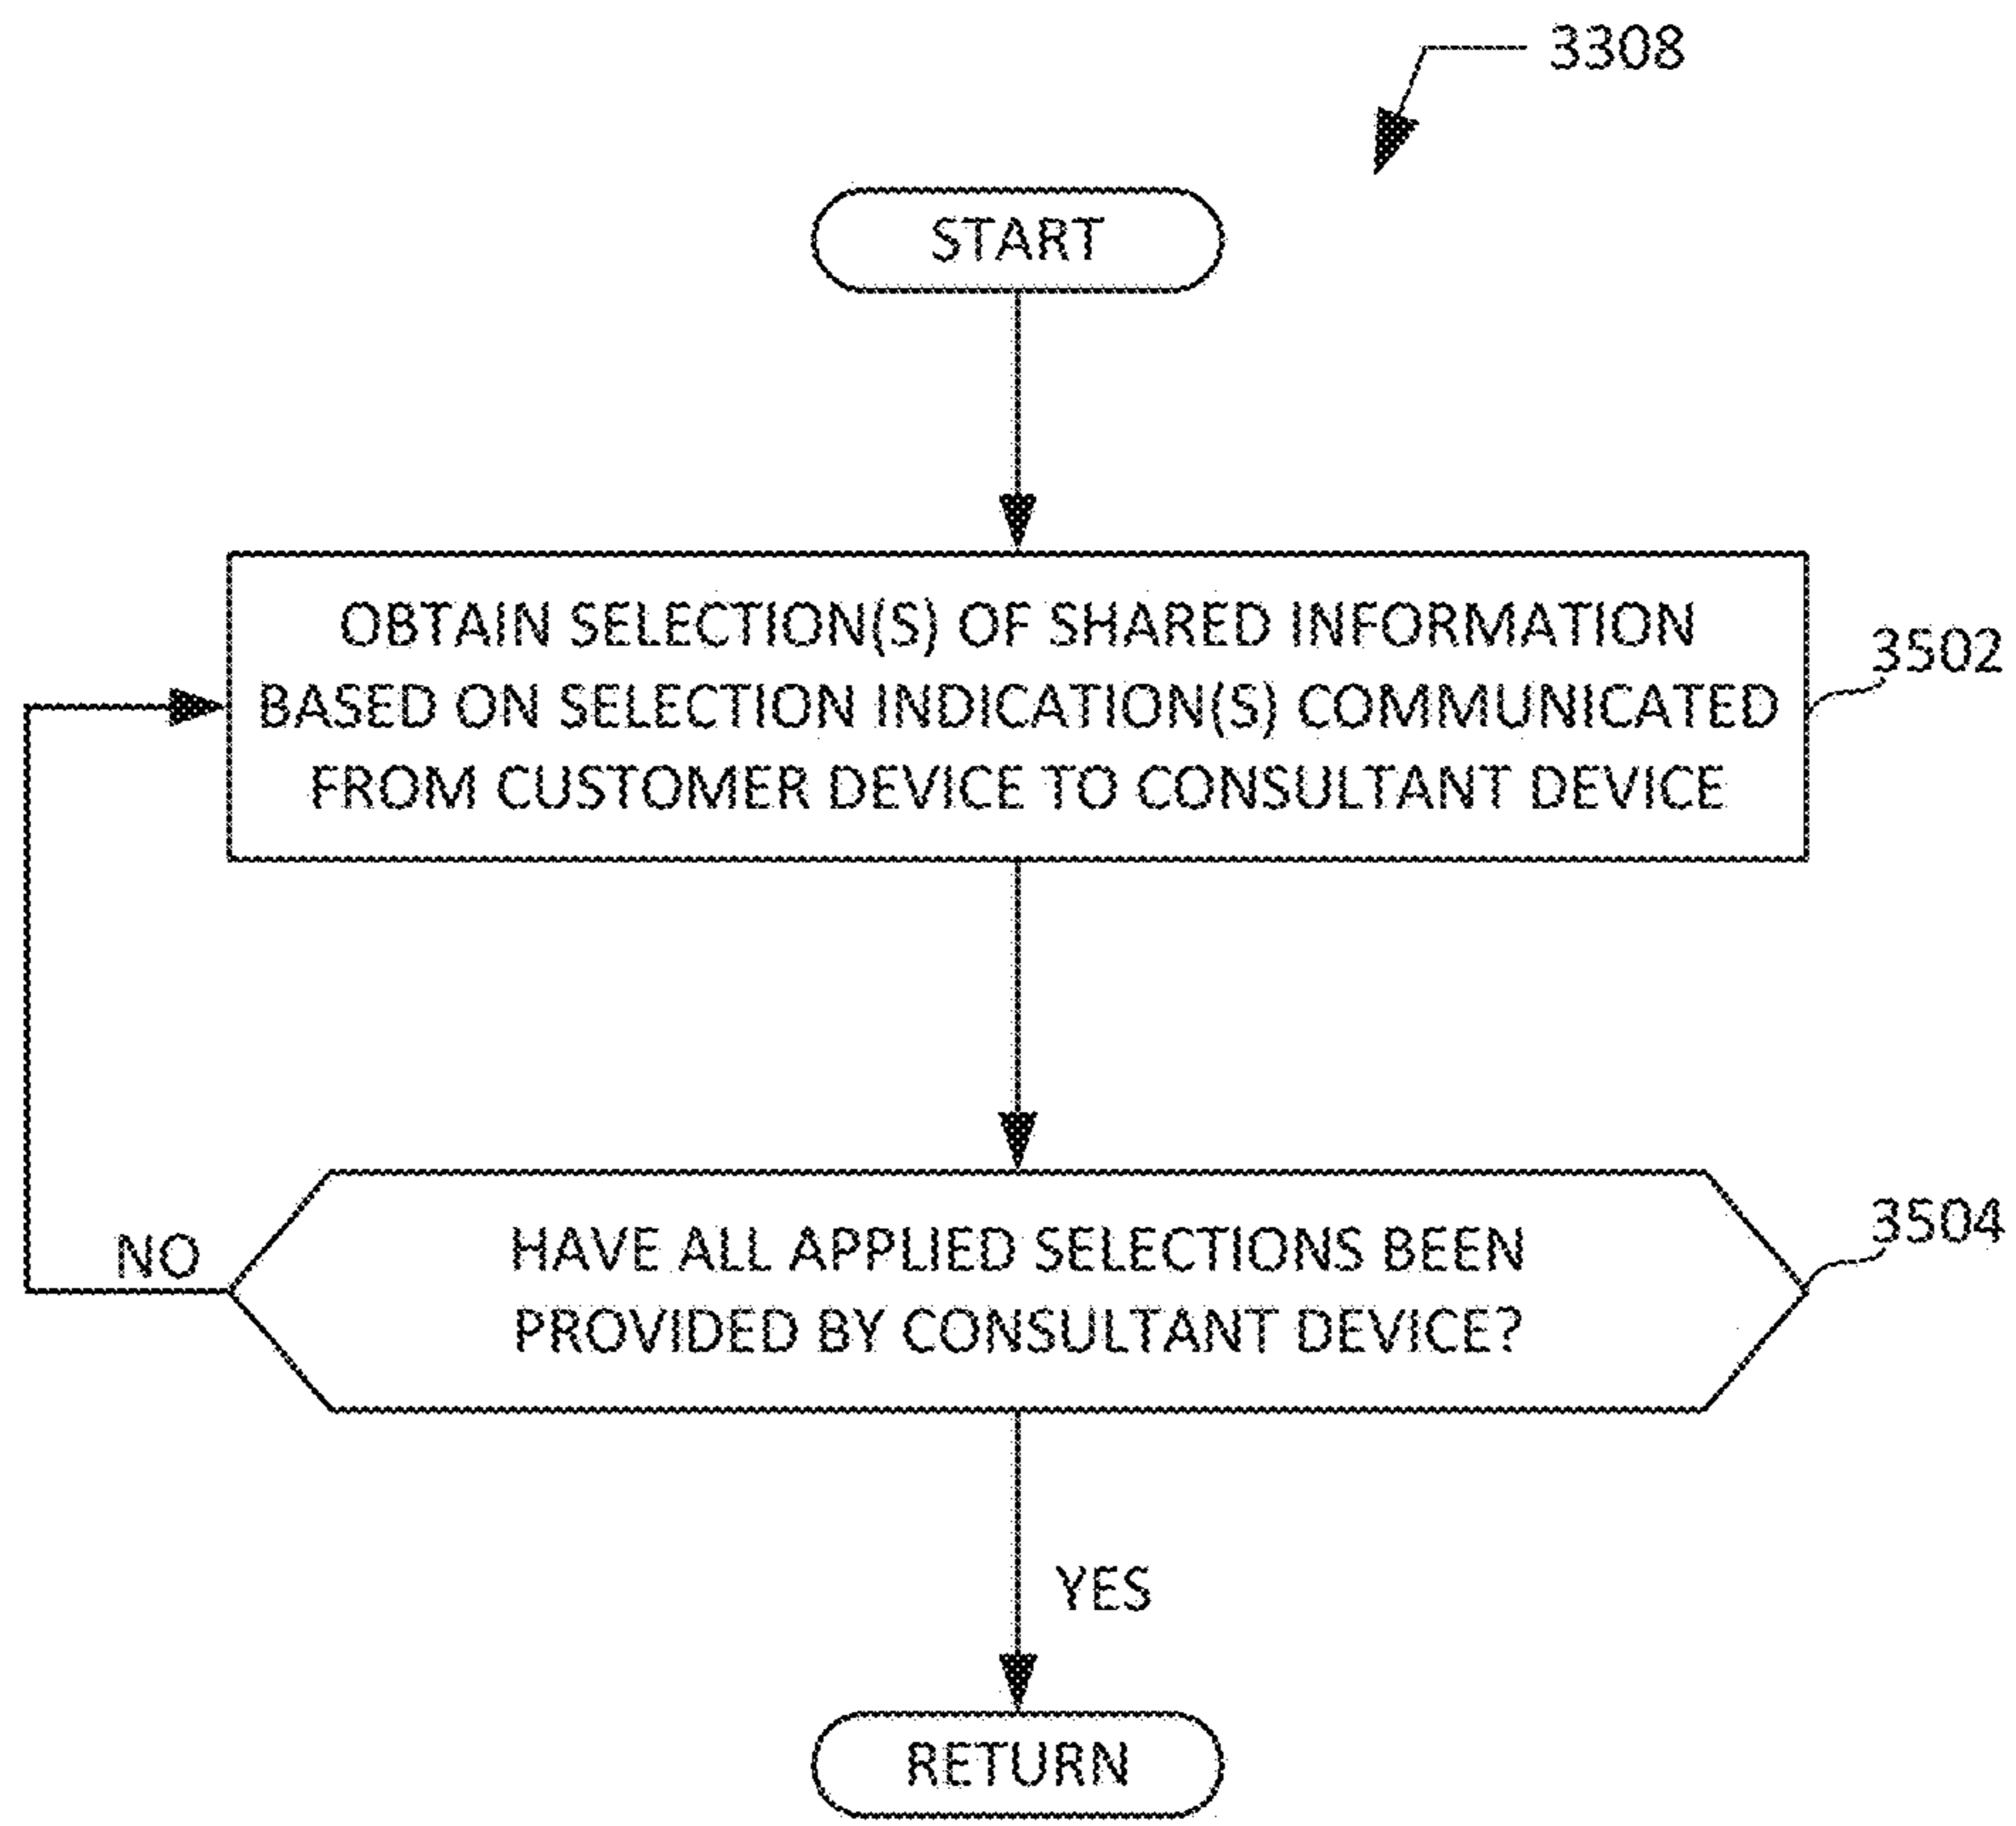 3308
START
OBTAIN SELECTION(S) OF SHARED INFORMATION
BASED ON SELECTION INDICATION(S) COMMUNICATED
FROM CUSTOMER DEVICE TO CONSULTANT DEVICE
3502
HAVE ALL APPLIED SELECTIONS BEEN
PROVIDED BY CONSULTANT DEVICE?
3504
NO
YES
RETURN